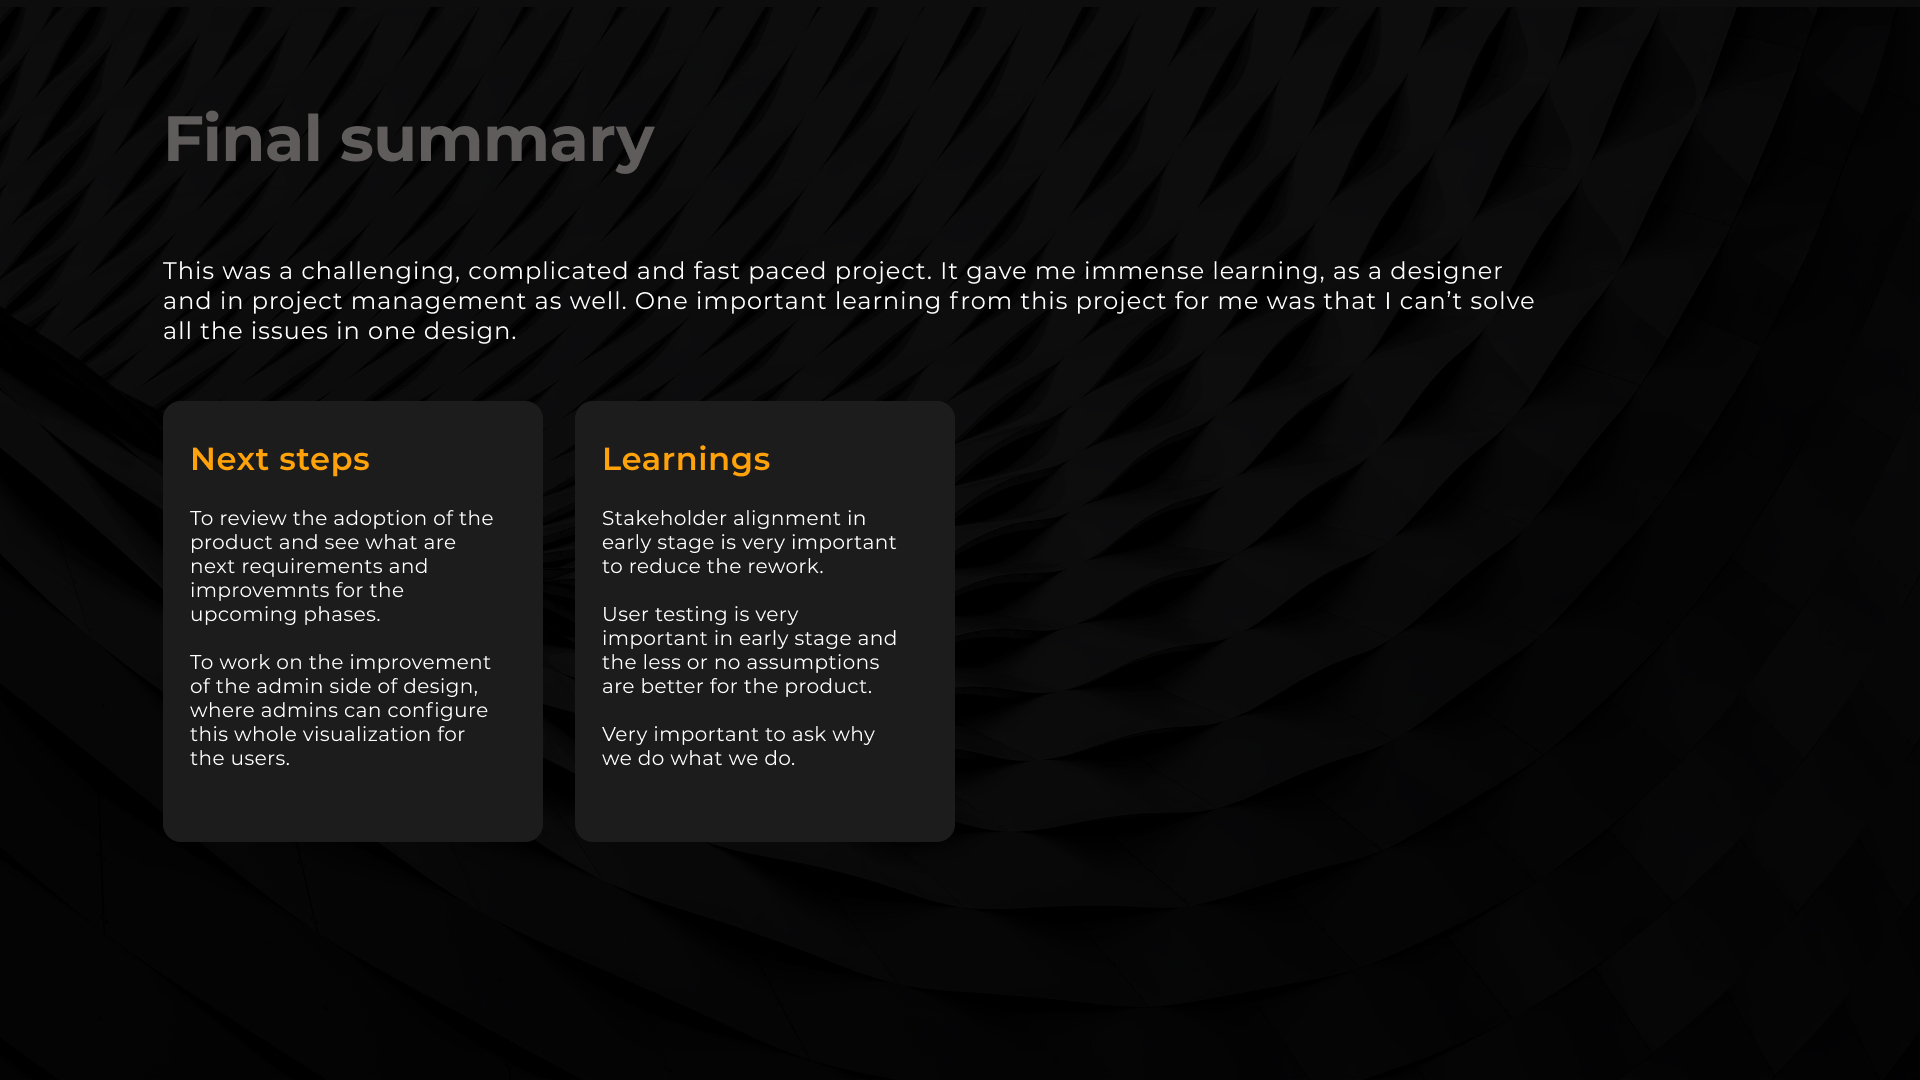 Final summary
This was a challenging, complicated and fast paced project. It gave me immense learning, as a designer
and in project management as well. One important learning from this project for me was that I can’t solve
all the issues in one design.
Next steps
To review the adoption of the
product and see what are
next requirements and
improvemnts for the
upcoming phases.
To work on the improvement
of the admin side of design,
where admins can configure
this whole visualization for
the users.
Learnings
Stakeholder alignment in
early stage is very important
to reduce the rework.
User testing is very
important in early stage and
the less or no assumptions
are better for the product.
Very important to ask why
we do what we do.